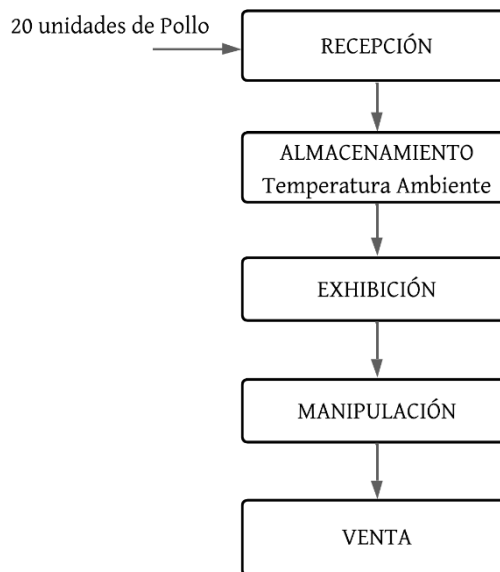 20 unidades de Pollo
RECEPCIÓN
ALMACENAMIENTO
Temperatura Ambiente
EXHIBICIÓN
MANIPULACIÓN
VENTA